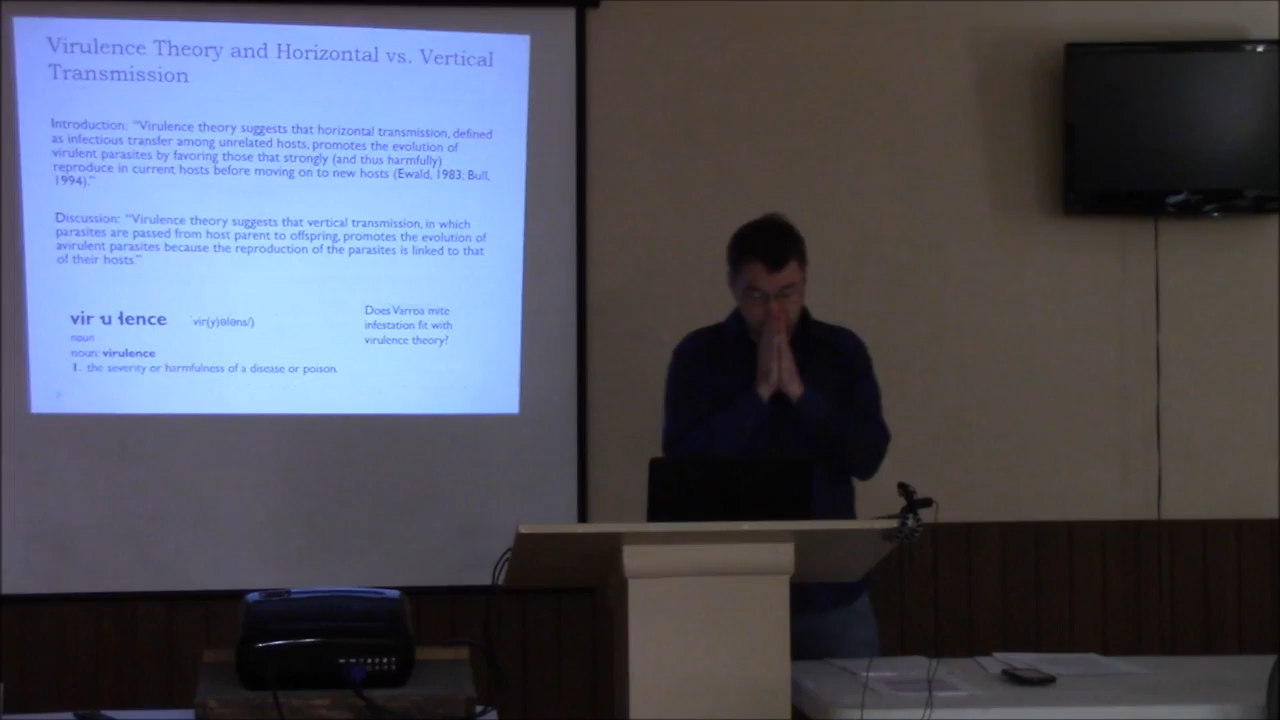 Virulence Theory and Horizontal vs. Vertical
Transmission
Introduction: "Virulence theory suggests that horizontal transmission, defined
as infectious transfer among unrelated hosts, promotes the evolution of
virulent parasites by favoring those that strongly (and thus harmfully)
reproduce in current hosts before moving on to new hosts (Ewald, 1983; Bull,
1994)."
Discussion: "Virulence theory suggests that vertical transmission, in which
parasites are passed from host parent to offspring, promotes the evolution of
avirulent parasites because the reproduction of the parasites is linked to that
of their hosts."
vir·u·lence
ˈvir(y)ələns/
noun
noun: virulence
1. the severity or harmfulness of a disease or poison.
Does Varroa mite
infestation fit with
virulence theory?